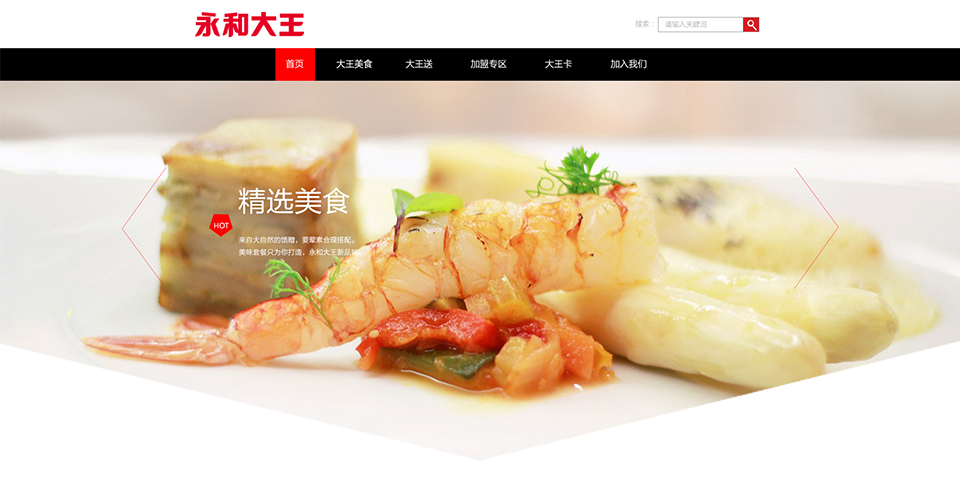 永和大王
搜索：
请输入关键词
首页 大王美食 大王送 加盟专区 大王卡 加入我们
精选美食
HOT
来自大自然的馈赠，要荤素合理搭配。
美味套餐只为你打造，永和大王新品